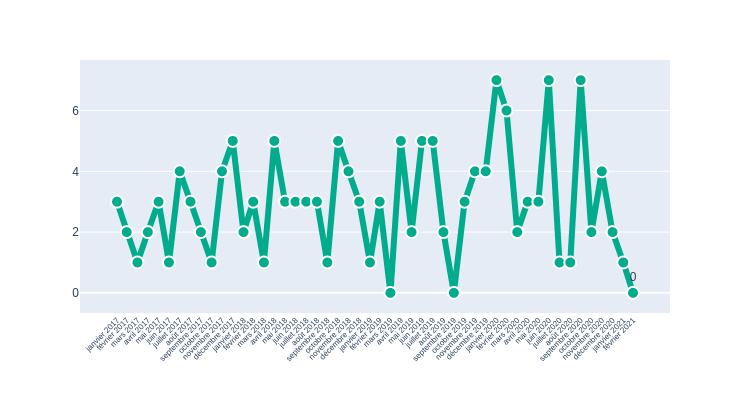 6
4
2
0
0
janvier 2017
février 2017
mars 2017
avril 2017
mai 2017
juin 2017
juillet 2017
août 2017
septembre 2017
octobre 2017
novembre 2017
décembre 2017
janvier 2018
février 2018
mars 2018
avril 2018
mai 2018
juin 2018
juillet 2018
août 2018
septembre 2018
octobre 2018
novembre 2018
décembre 2018
janvier 2019
février 2019
mars 2019
avril 2019
mai 2019
juin 2019
juillet 2019
août 2019
septembre 2019
octobre 2019
novembre 2019
décembre 2019
janvier 2020
février 2020
mars 2020
avril 2020
mai 2020
juin 2020
juillet 2020
août 2020
septembre 2020
octobre 2020
novembre 2020
décembre 2020
janvier 2021
février 2021